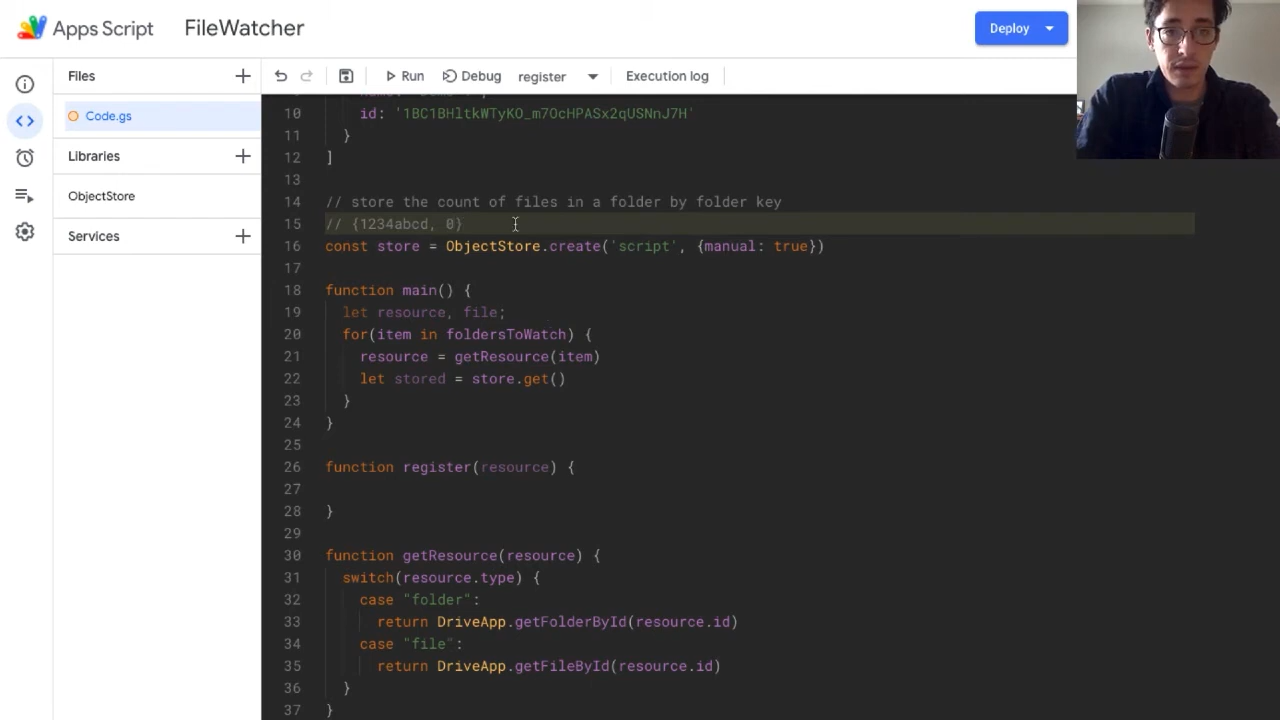 Apps Script FileWatcher Deploy
Files
Run Debug register Execution log
Code.gs
Libraries
ObjectStore
Services
10 id: '1BC1BHltkWTyKO_m7OcHPASx2qUSNnJ7H'
11 }
12 ]
13
14 // store the count of files in a folder by folder key
15 // {1234abcd, 0}
16 const store = ObjectStore.create('script', {manual: true})
17
18 function main() {
19 let resource, file;
20 for(item in foldersToWatch) {
21 resource = getResource(item)
22 let stored = store.get()
23 }
24 }
25
26 function register(resource) {
27
28 }
29
30 function getResource(resource) {
31 switch(resource.type) {
32 case "folder":
33 return DriveApp.getFolderById(resource.id)
34 case "file":
35 return DriveApp.getFileById(resource.id)
36 }
37 }